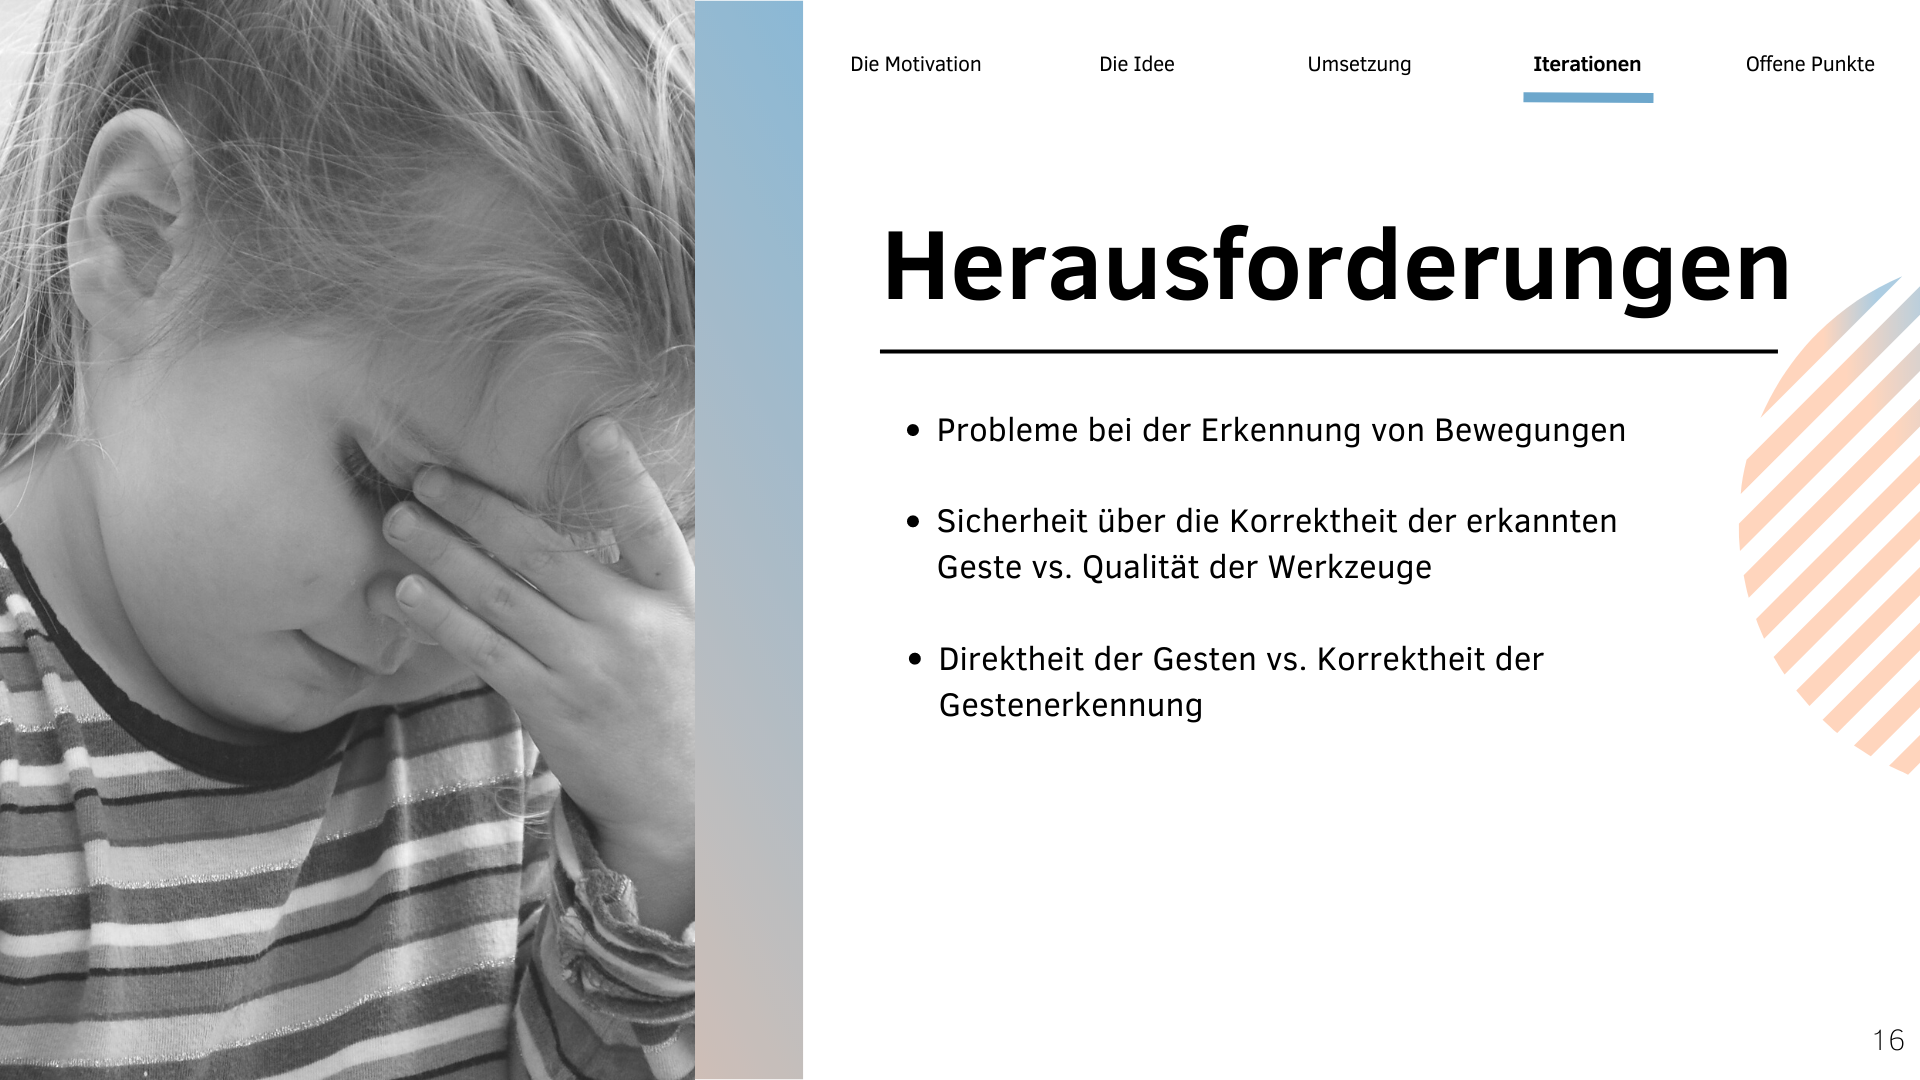 Die Motivation
Die Idee
Umsetzung
Iterationen
Offene Punkte
Herausforderungen
• Probleme bei der Erkennung von Bewegungen
• Sicherheit über die Korrektheit der erkannten
Geste vs. Qualität der Werkzeuge
• Direktheit der Gesten vs. Korrektheit der
Gestenerkennung
16